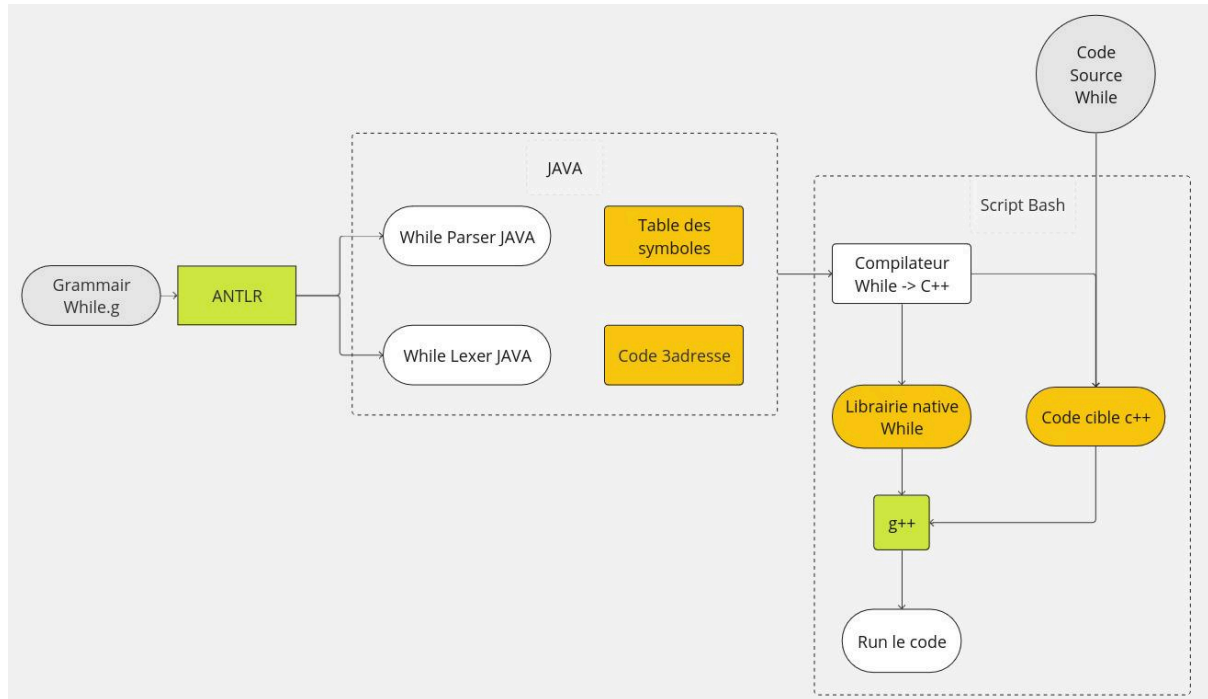 Code
Source
While
JAVA
Script Bash
While Parser JAVA
Table des
symboles
Compilateur
While -> C++
Grammair
While.g
ANTLR
While Lexer JAVA
Code 3adresse
Librairie native
While
Code cible c++
g++
Run le code